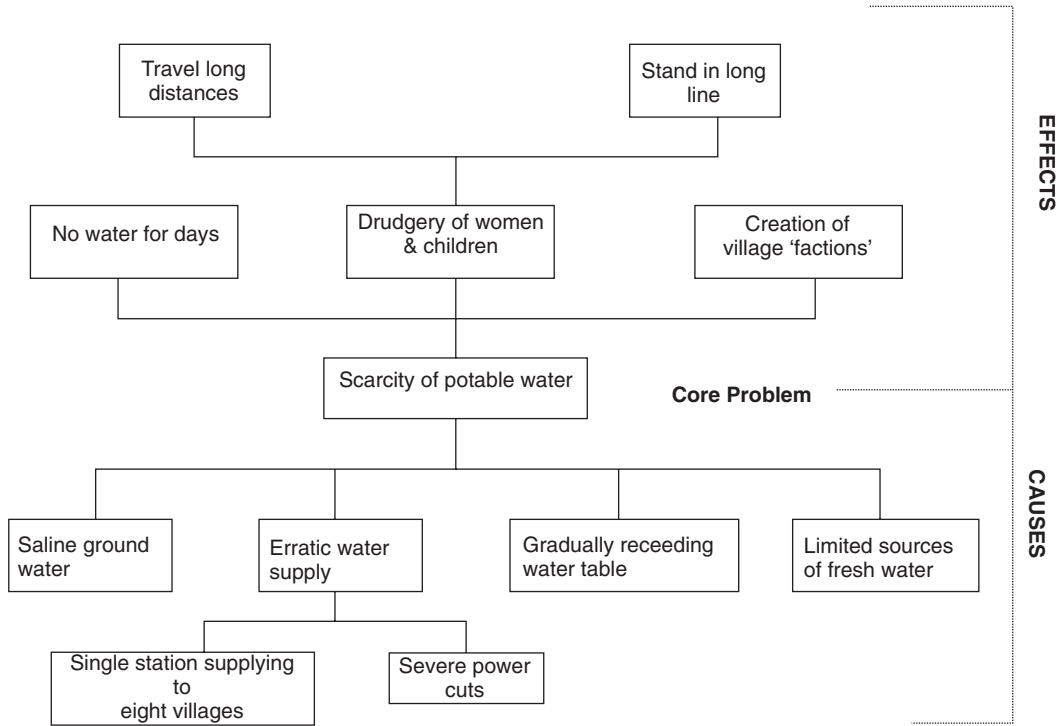 Travel long
distances
Stand in long
line
EFFECTS
No water for days
Drudgery of women
& children
Creation of
village ‘factions’
Scarcity of potable water
Core Problem
CAUSES
Saline ground
water
Erratic water
supply
Gradually receeding
water table
Limited sources
of fresh water
Single station supplying
to
eight villages
Severe power
cuts